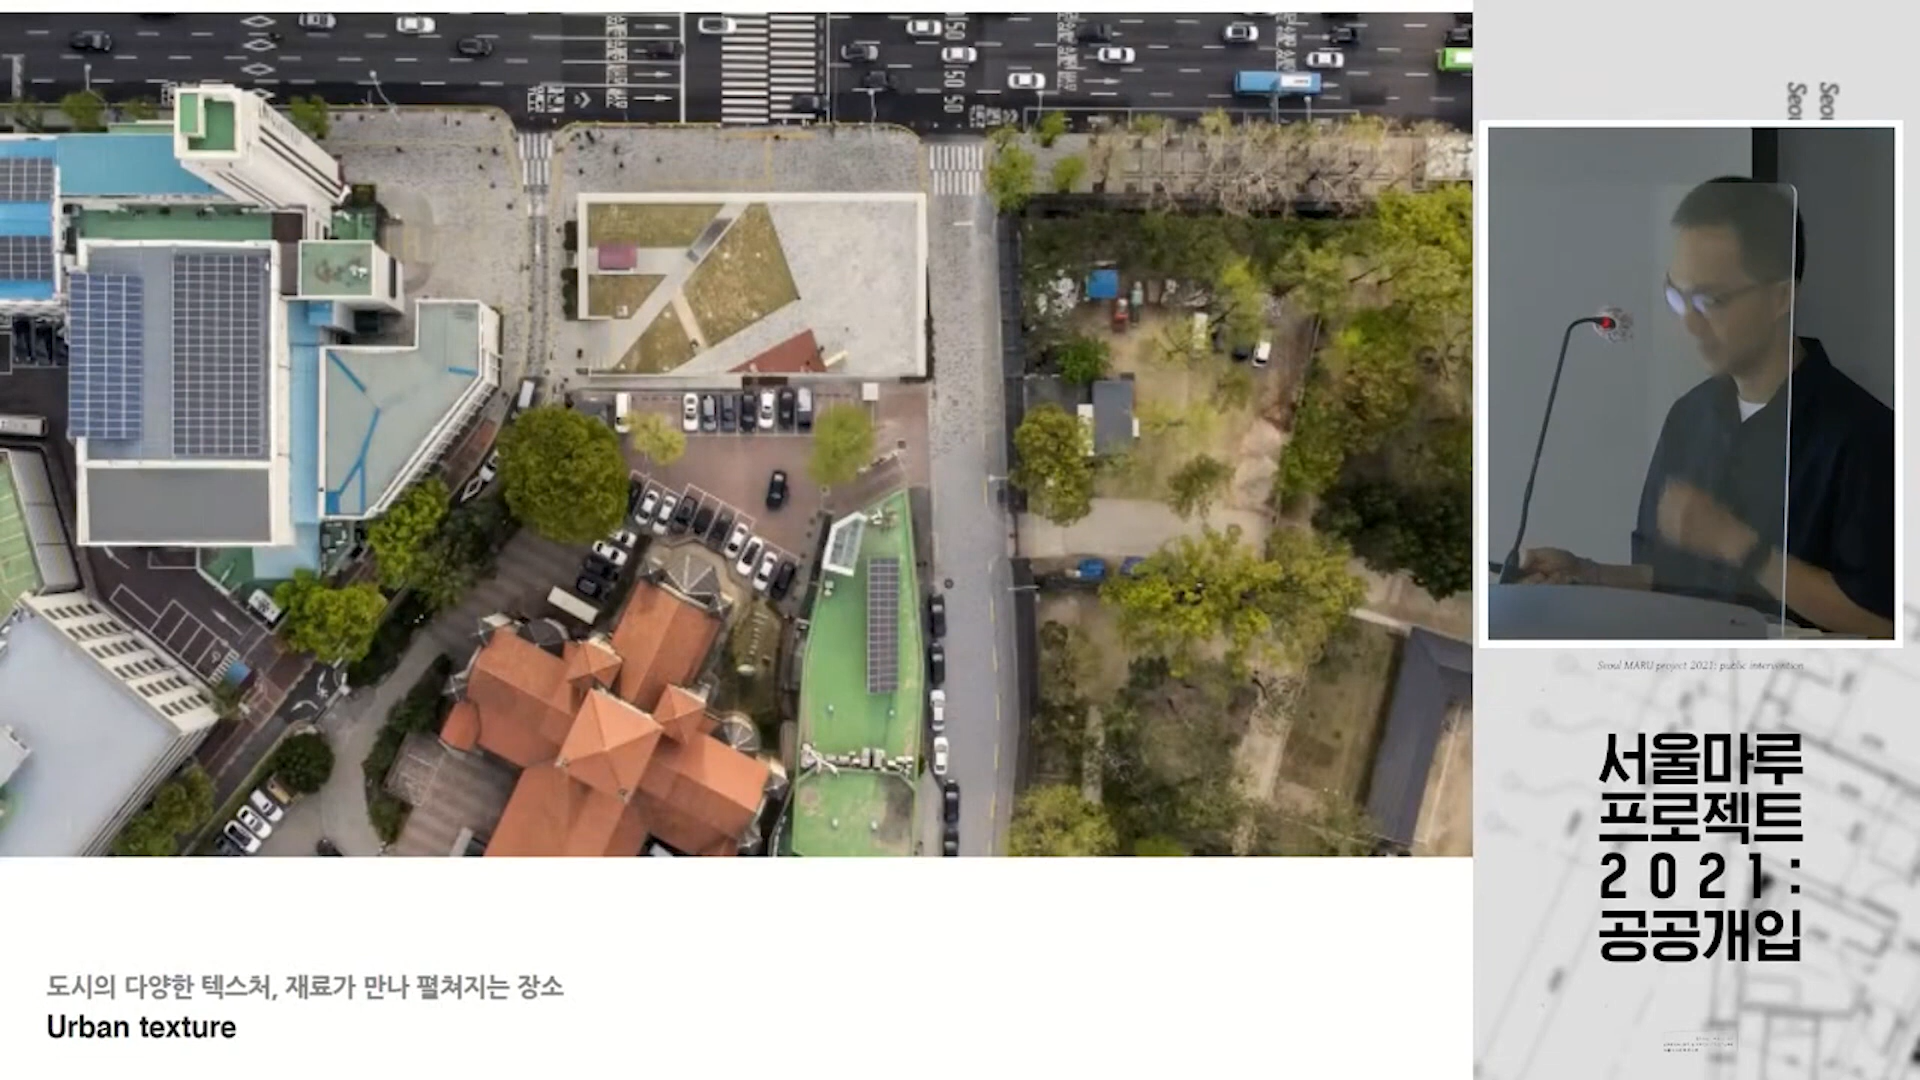 도시의 다양한 텍스처, 재료가 만나 펼쳐지는 장소
Urban texture
Seoul MARU project 2021: public intervention
서울마루
프로젝트
2021:
공공개입